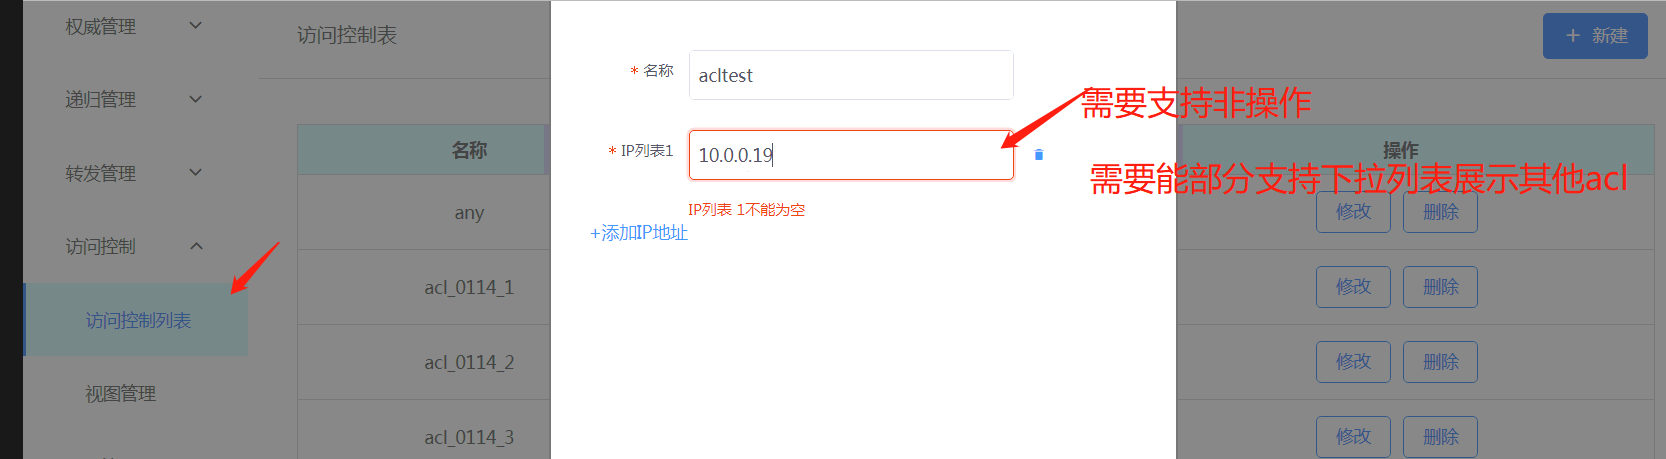 权威管理
递归管理
转发管理
访问控制
访问控制列表
视图管理
访问控制表
+ 新建
名称
操作
any
修改 删除
acl_0114_1
修改 删除
acl_0114_2
修改 删除
acl_0114_3
修改 删除
* 名称
acltest
* IP列表1
10.0.0.19
IP列表 1不能为空
+添加IP地址
需要支持非操作
需要能部分支持下拉列表展示其他acl